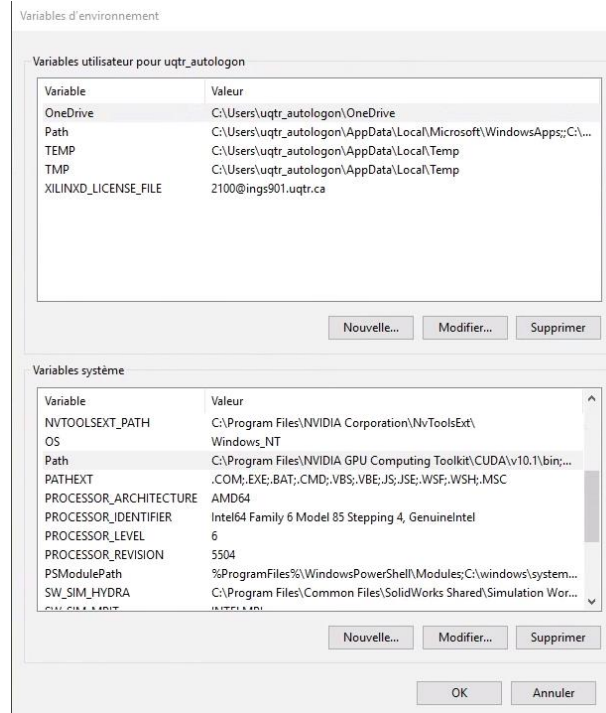 Variables d'environnement
Variables utilisateur pour uqtr_autologon
Variable Valeur
OneDrive C:\Users\uqtr_autologon\OneDrive
Path C:\Users\uqtr_autologon\AppData\Local\Microsoft\WindowsApps;;C:\...
TEMP C:\Users\uqtr_autologon\AppData\Local\Temp
TMP C:\Users\uqtr_autologon\AppData\Local\Temp
XILINXD_LICENSE_FILE 2100@ings901.uqtr.ca
Nouvelle... Modifier... Supprimer
Variables système
Variable Valeur
NVTOOLSEXT_PATH C:\Program Files\NVIDIA Corporation\NvToolsExt\
OS Windows_NT
Path C:\Program Files\NVIDIA GPU Computing Toolkit\CUDA\v10.1\bin;...
PATHEXT .COM;.EXE;.BAT;.CMD;.VBS;.VBE;.JS;.JSE;.WSF;.WSH;.MSC
PROCESSOR_ARCHITECTURE AMD64
PROCESSOR_IDENTIFIER Intel64 Family 6 Model 85 Stepping 4, GenuineIntel
PROCESSOR_LEVEL 6
PROCESSOR_REVISION 5504
PSModulePath %ProgramFiles%\WindowsPowerShell\Modules;C:\windows\system...
SW_SIM_HYDRA C:\Program Files\Common Files\SolidWorks Shared\Simulation Wor...
Nouvelle... Modifier... Supprimer
OK Annuler